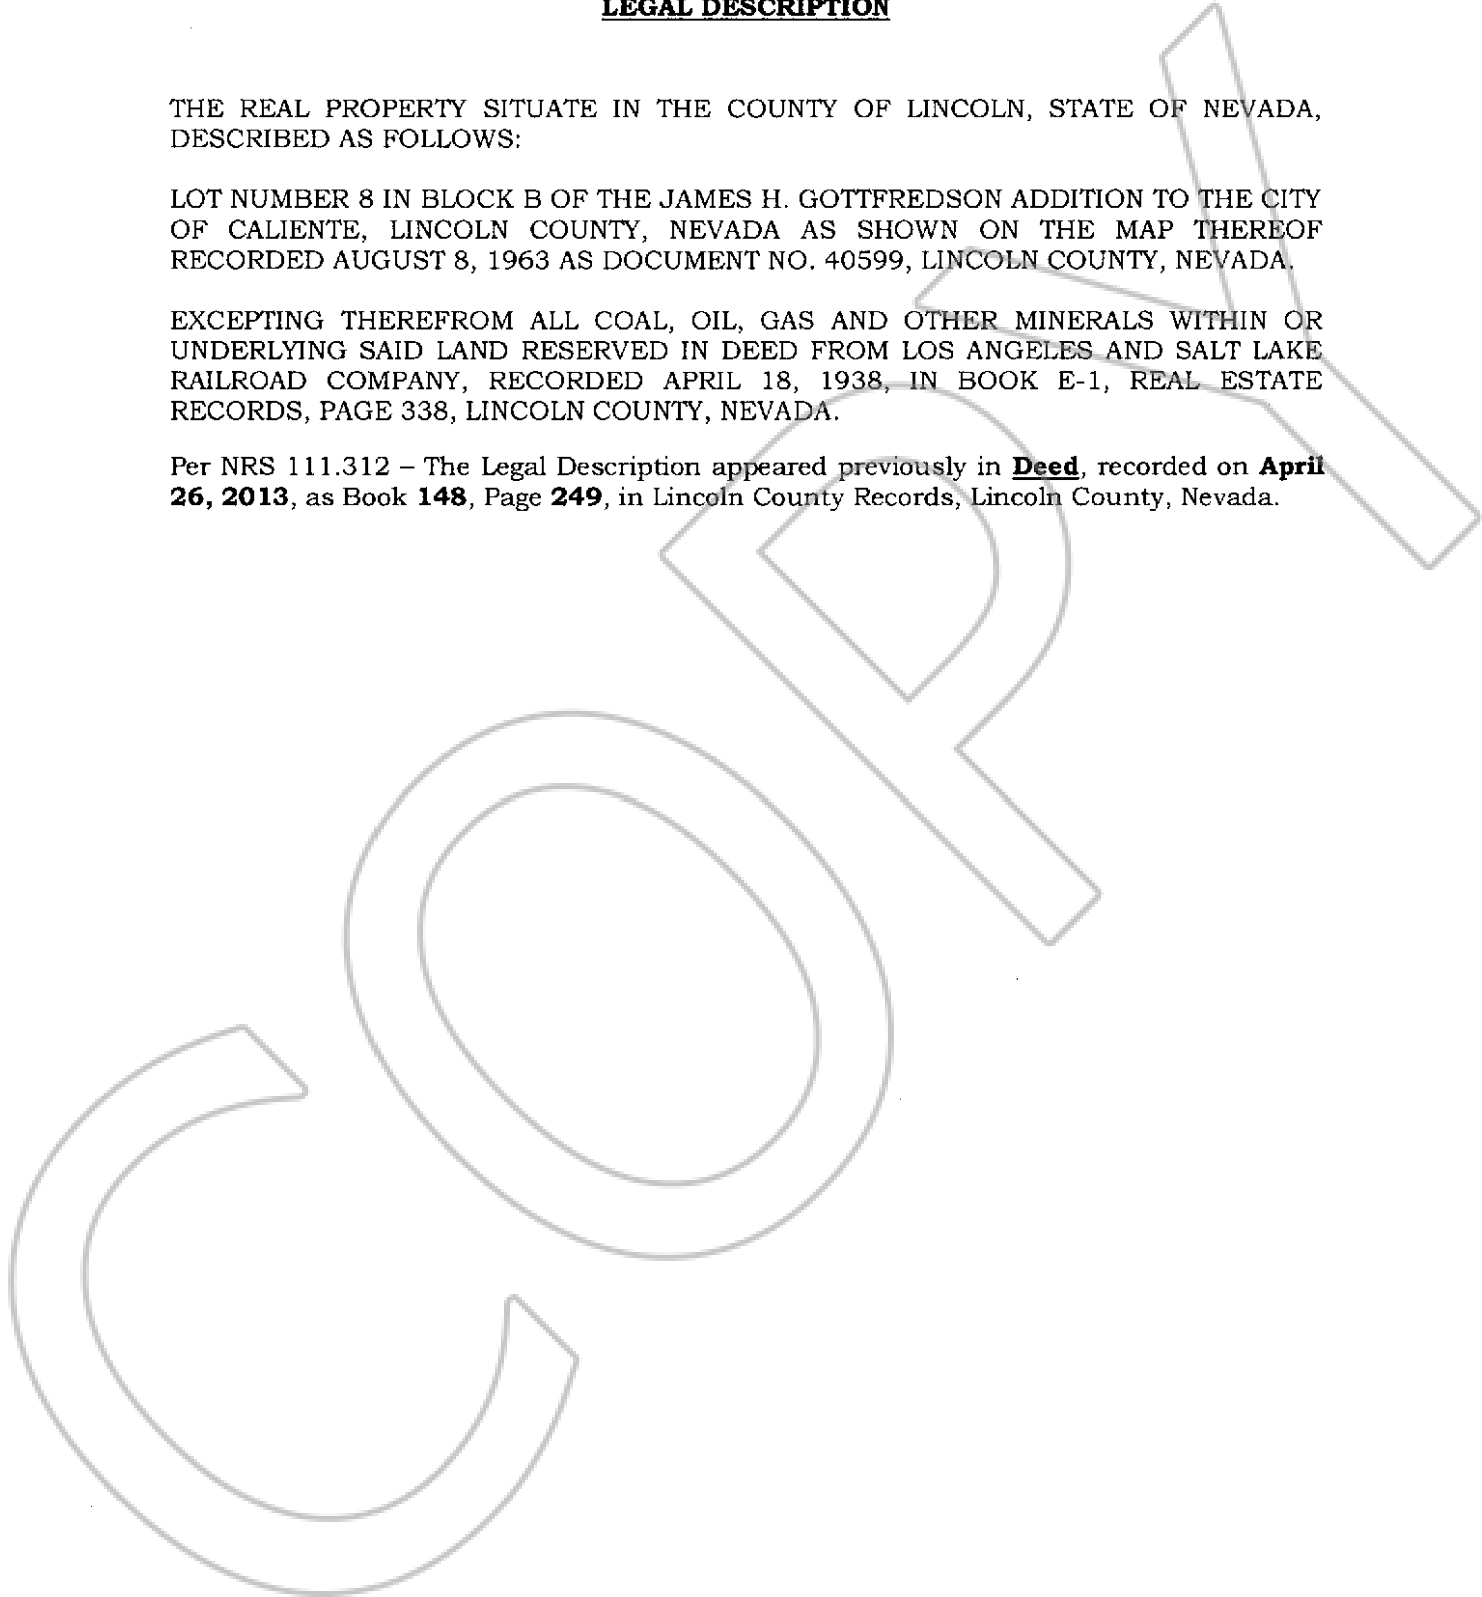 LEGAL DESCRIPTION
THE REAL PROPERTY SITUATE IN THE COUNTY OF LINCOLN, STATE OF NEVADA,
DESCRIBED AS FOLLOWS:
LOT NUMBER 8 IN BLOCK B OF THE JAMES H. GOTTFREDSON ADDITION TO THE CITY
OF CALIENTE, LINCOLN COUNTY, NEVADA AS SHOWN ON THE MAP THEREOF
RECORDED AUGUST 8, 1963 AS DOCUMENT NO. 40599, LINCOLN COUNTY, NEVADA.
EXCEPTING THEREFROM ALL COAL, OIL, GAS AND OTHER MINERALS WITHIN OR
UNDERLYING SAID LAND RESERVED IN DEED FROM LOS ANGELES AND SALT LAKE
RAILROAD COMPANY, RECORDED APRIL 18, 1938, IN BOOK E-1, REAL ESTATE
RECORDS, PAGE 338, LINCOLN COUNTY, NEVADA.
Per NRS 111.312 – The Legal Description appeared previously in Deed, recorded on April
26, 2013, as Book 148, Page 249, in Lincoln County Records, Lincoln County, Nevada.
COPY